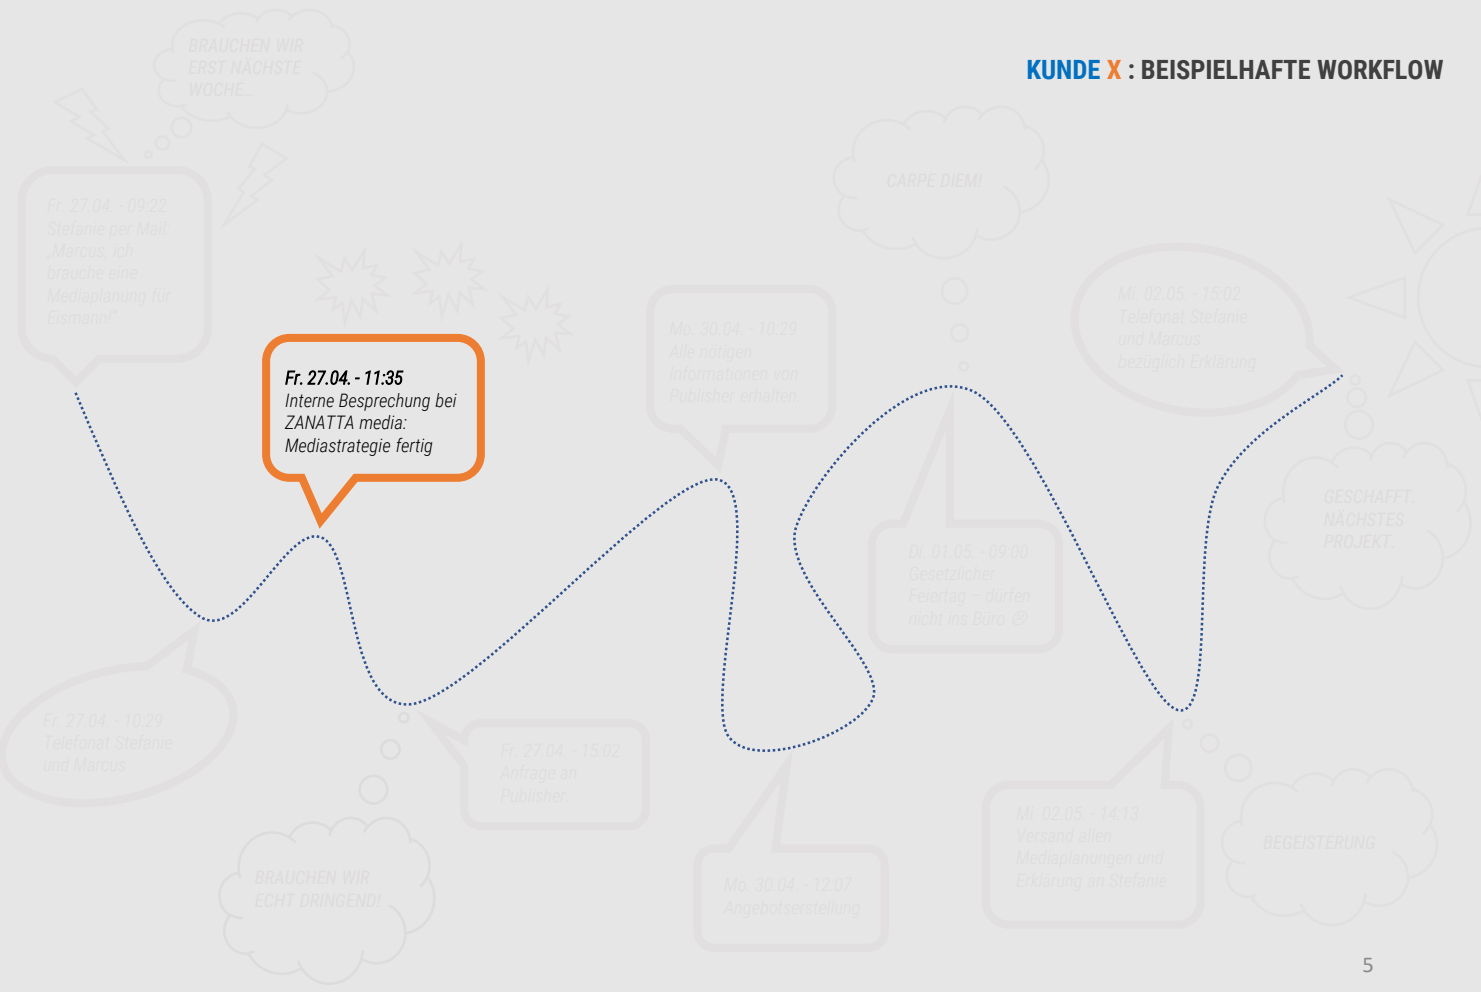 KUNDE X : BEISPIELHAFTE WORKFLOW
BRAUCHEN WIR
ERST NÄCHSTE
WOCHE…
Fr. 27.04. - 09:22
Stefanie per Mail:
„Marcus, ich
brauche eine
Mediaplanung für
Eismann!“
Fr. 27.04. - 10:29
Telefonat Stefanie
und Marcus
Fr. 27.04. - 11:35
Interne Besprechung bei
ZANATTA media:
Mediastrategie fertig
BRAUCHEN WIR
ECHT DRINGEND!
Fr. 27.04. - 15:02
Anfrage an
Publisher.
Mo. 30.04. - 10:29
Alle nötigen
Informationen von
Publisher erhalten.
Mo. 30.04. - 12:07
Angebotserstellung
CARPE DIEM!
Di. 01.05. - 09:00
Gesetzlicher
Feiertag – dürfen
nicht ins Büro ☹
Mi. 02.05. - 14:13
Versand allen
Mediaplanungen und
Erklärung an Stefanie
BEGEISTERUNG
Mi. 02.05. - 15:02
Telefonat Stefanie
und Marcus
bezüglich Erklärung
GESCHAFFT.
NÄCHSTES
PROJEKT.
5